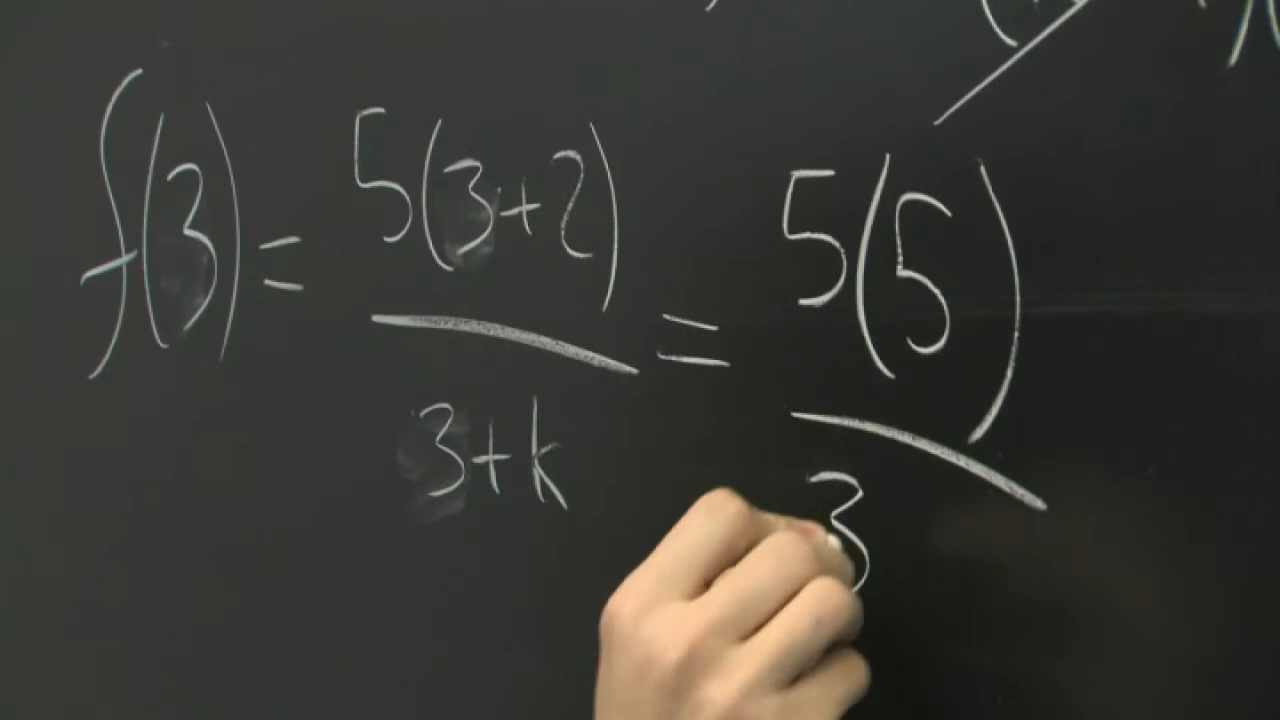 f(3) = 5(3+2) / 3+k = 5(5) / 3